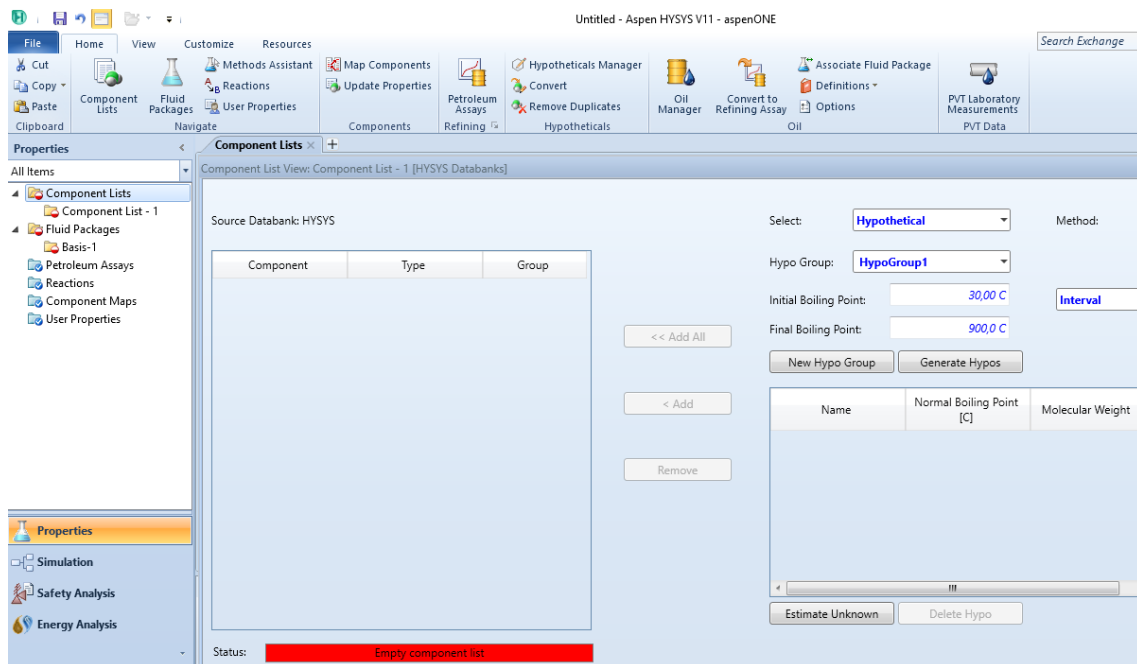 Untitled - Aspen HYSYS V11 - aspenONE
File Home View Customize Resources
Search Exchange
Cut
Copy
Paste
Clipboard
Component Lists
Fluid Packages
Methods Assistant
Reactions
User Properties
Navigate
Map Components
Update Properties
Components
Petroleum Assays
Refining
Hypotheticals Manager
Convert
Remove Duplicates
Hypotheticals
Oil Manager
Convert to Refining Assay
Associate Fluid Package
Definitions
Options
Oil
PVT Laboratory Measurements
PVT Data
Properties
All Items
Component Lists
Component List - 1
Fluid Packages
Basis-1
Petroleum Assays
Reactions
Component Maps
User Properties
Properties
Simulation
Safety Analysis
Energy Analysis
Component Lists
Component List View: Component List - 1 [HYSYS Databanks]
Source Databank: HYSYS
Component Type Group
<< Add All
< Add
Remove
Select: Hypothetical Method:
Hypo Group: HypoGroup1
Initial Boiling Point: 30,00 C Interval
Final Boiling Point: 900,0 C
New Hypo Group Generate Hypos
Name Normal Boiling Point [C] Molecular Weight
Estimate Unknown Delete Hypo
Status: Empty component list